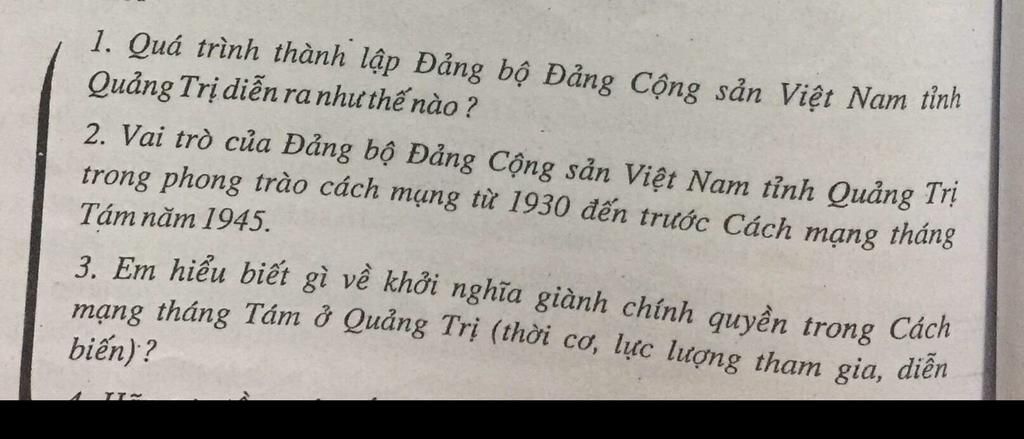 1. Quá trình thành lập Đảng bộ Đảng Cộng sản Việt Nam tỉnh
Quảng Trị diễn ra như thế nào ?
2. Vai trò của Đảng bộ Đảng Cộng sản Việt Nam tỉnh Quảng Trị
trong phong trào cách mạng từ 1930 đến trước Cách mạng tháng
Tám năm 1945.
3. Em hiểu biết gì về khởi nghĩa giành chính quyền trong Cách
mạng tháng Tám ở Quảng Trị (thời cơ, lực lượng tham gia, diễn
biến) ?